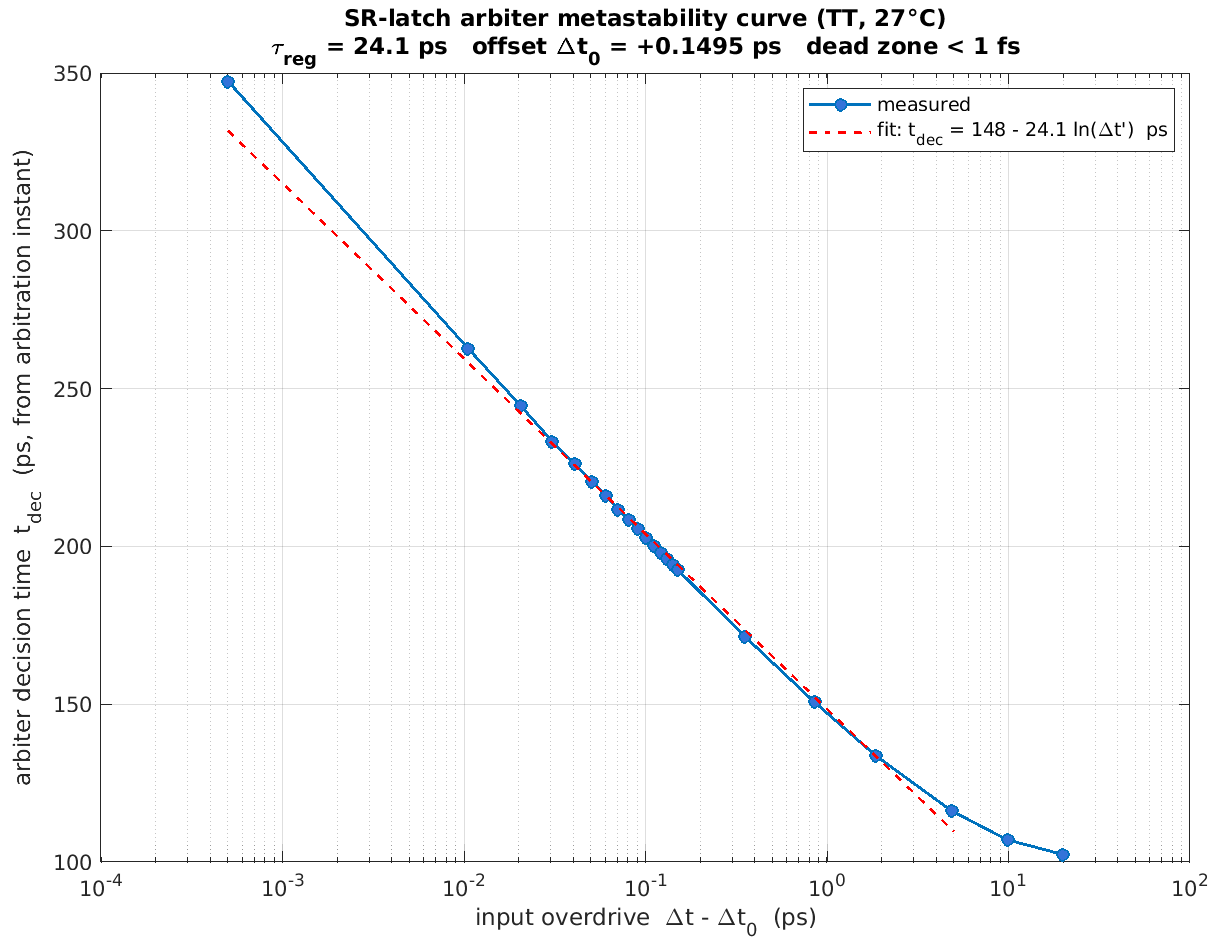 SR-latch arbiter metastability curve (TT, 27°C)
τreg = 24.1 ps   offset Δt0 = +0.1495 ps   dead zone < 1 fs
measured
fit: tdec = 148 - 24.1 ln(Δt')  ps
arbiter decision time  tdec  (ps, from arbitration instant)
350
300
250
200
150
100
10-4
10-3
10-2
10-1
100
101
102
input overdrive  Δt - Δt0  (ps)